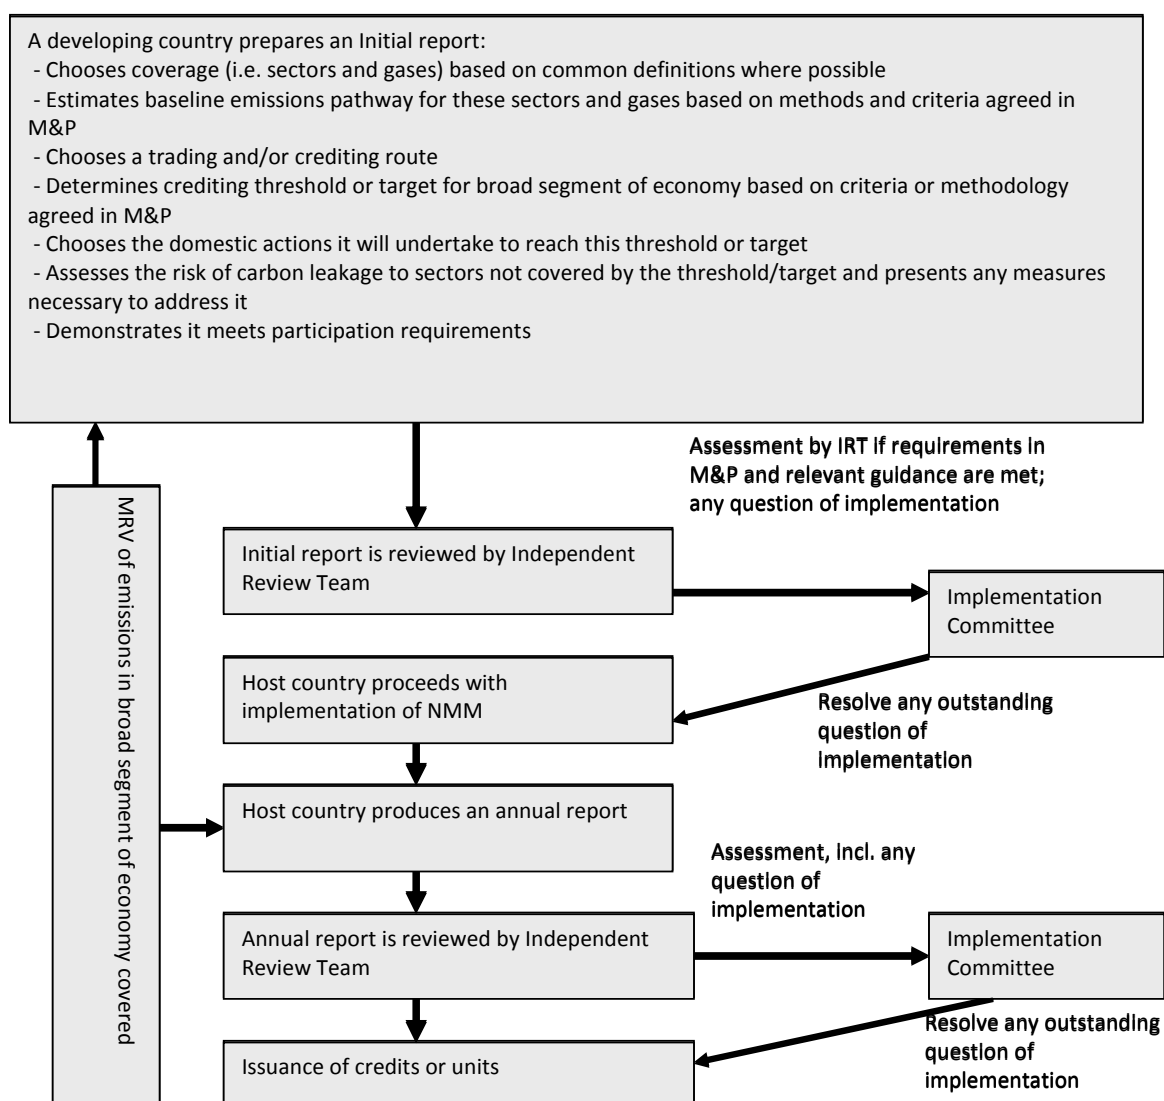 A developing country prepares an Initial report:
- Chooses coverage (i.e. sectors and gases) based on common definitions where possible
- Estimates baseline emissions pathway for these sectors and gases based on methods and criteria agreed in
M&P
- Chooses a trading and/or crediting route
- Determines crediting threshold or target for broad segment of economy based on criteria or methodology
agreed in M&P
- Chooses the domestic actions it will undertake to reach this threshold or target
- Assesses the risk of carbon leakage to sectors not covered by the threshold/target and presents any measures
necessary to address it
- Demonstrates it meets participation requirements
Assessment by IRT if requirements in
M&P and relevant guidance are met;
any question of implementation
MRV of emissions in broad segment of economy covered
Initial report is reviewed by Independent
Review Team
Implementation
Committee
Host country proceeds with
implementation of NMM
Resolve any outstanding
question of
implementation
Host country produces an annual report
Assessment, incl. any
question of
implementation
Annual report is reviewed by Independent
Review Team
Implementation
Committee
Resolve any outstanding
question of
implementation
Issuance of credits or units